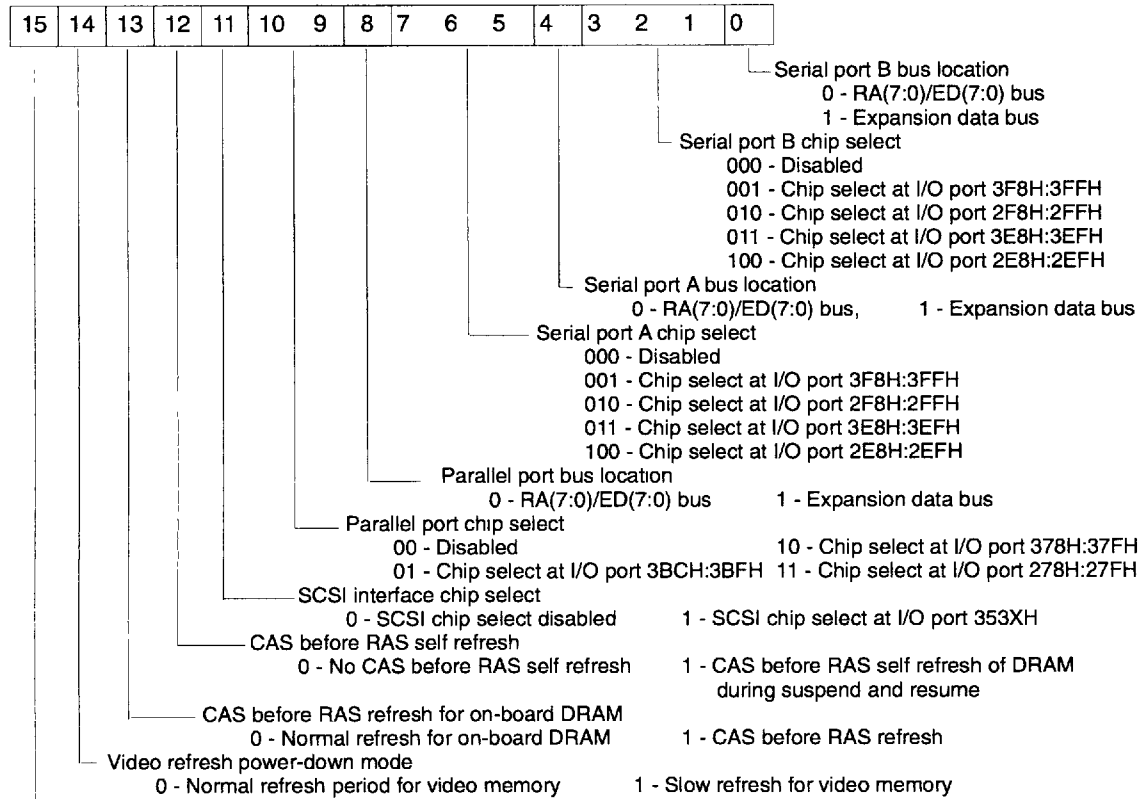 15 14 13 12 11 10 9 8 7 6 5 4 3 2 1 0
Serial port B bus location
0 - RA(7:0)/ED(7:0) bus
1 - Expansion data bus
Serial port B chip select
000 - Disabled
001 - Chip select at I/O port 3F8H:3FFH
010 - Chip select at I/O port 2F8H:2FFH
011 - Chip select at I/O port 3E8H:3EFH
100 - Chip select at I/O port 2E8H:2EFH
Serial port A bus location
0 - RA(7:0)/ED(7:0) bus, 1 - Expansion data bus
Serial port A chip select
000 - Disabled
001 - Chip select at I/O port 3F8H:3FFH
010 - Chip select at I/O port 2F8H:2FFH
011 - Chip select at I/O port 3E8H:3EFH
100 - Chip select at I/O port 2E8H:2EFH
Parallel port bus location
0 - RA(7:0)/ED(7:0) bus 1 - Expansion data bus
Parallel port chip select
00 - Disabled 10 - Chip select at I/O port 378H:37FH
01 - Chip select at I/O port 3BCH:3BFH 11 - Chip select at I/O port 278H:27FH
SCSI interface chip select
0 - SCSI chip select disabled 1 - SCSI chip select at I/O port 353XH
CAS before RAS self refresh
0 - No CAS before RAS self refresh 1 - CAS before RAS self refresh of DRAM
during suspend and resume
CAS before RAS refresh for on-board DRAM
0 - Normal refresh for on-board DRAM 1 - CAS before RAS refresh
Video refresh power-down mode
0 - Normal refresh period for video memory 1 - Slow refresh for video memory